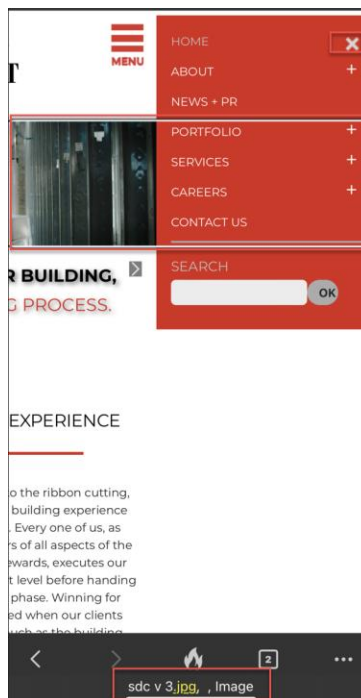 MENU
HOME
ABOUT
NEWS + PR
PORTFOLIO
SERVICES
CAREERS
CONTACT US
SEARCH
OK
BUILDING,
PROCESS.
EXPERIENCE
o the ribbon cutting,
building experience
. Every one of us, as
rs of all aspects of the
ewards, executes our
t level before handing
phase. Winning for
ed when our clients
2
sdc v 3.jpg, , Image